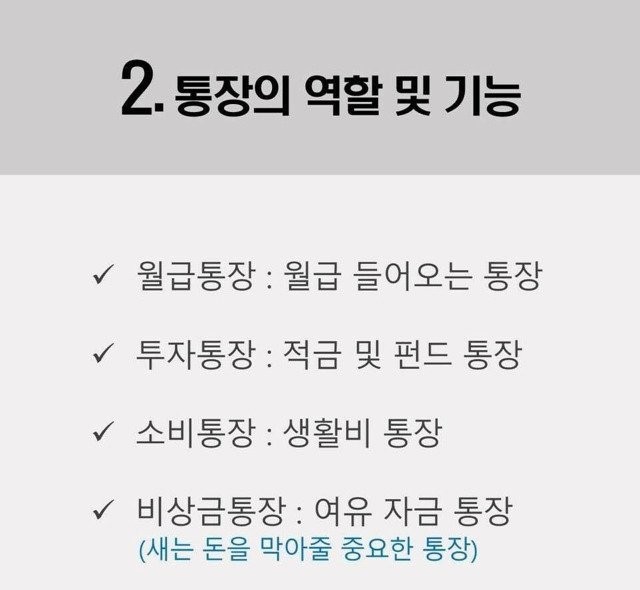 2. 통장의 역할 및 기능
✓ 월급통장 : 월급 들어오는 통장
✓ 투자통장 : 적금 및 펀드 통장
✓ 소비통장 : 생활비 통장
✓ 비상금통장 : 여유 자금 통장
(새는 돈을 막아줄 중요한 통장)